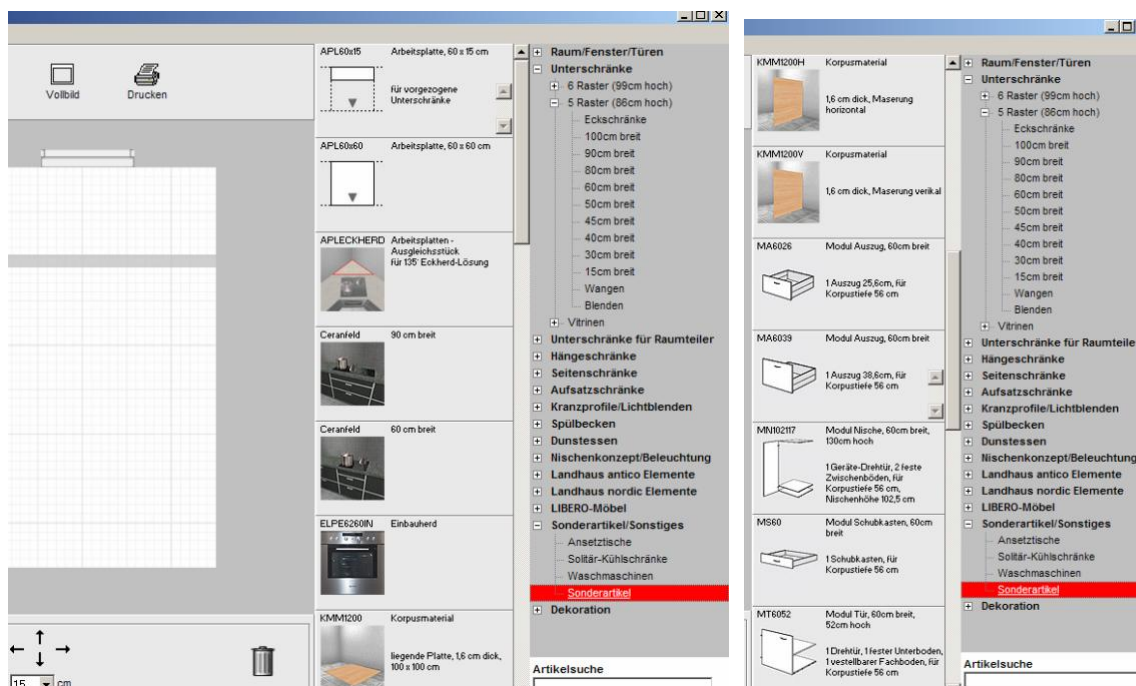 Vollbild
Drucken
15 cm
APL60x15 Arbeitsplatte, 60 x 15 cm
für vorgezogene
Unterschränke
APL60x60 Arbeitsplatte, 60 x 60 cm
APLECKHERD Arbeitsplatten-
Ausgleichsstück
für 135° Eckherd-Lösung
Ceranfeld 90 cm breit
Ceranfeld 60 cm breit
ELPE6260IN Einbauherd
KMM1200 Korpusmaterial
liegende Platte, 1,6 cm dick,
100 x 100 cm
Raum/Fenster/Türen
Unterschränke
6 Raster (99cm hoch)
5 Raster (86cm hoch)
Eckschränke
100cm breit
90cm breit
80cm breit
60cm breit
50cm breit
45cm breit
40cm breit
30cm breit
15cm breit
Wangen
Blenden
Vitrinen
Unterschränke für Raumteiler
Hängeschränke
Seitenschränke
Aufsatzschränke
Kranzprofile/Lichtblenden
Spülbecken
Dunstessen
Nischenkonzept/Beleuchtung
Landhaus antico Elemente
Landhaus nordic Elemente
LIBERO-Möbel
Sonderartikel/Sonstiges
Ansetztische
Solitär-Kühlschränke
Waschmaschinen
Sonderartikel
Dekoration
Artikelsuche
KMM1200H Korpusmaterial
1,6 cm dick, Maserung
horizontal
KMM1200V Korpusmaterial
1,6 cm dick, Maserung verikal
MA6026 Modul Auszug, 60cm breit
1 Auszug 25,6cm, für
Korpustiefe 56 cm
MA6039 Modul Auszug, 60cm breit
1 Auszug 38,6cm, für
Korpustiefe 56 cm
MN102117 Modul Nische, 60cm breit,
130cm hoch
1 Geräte-Drehtür, 2 feste
Zwischenböden, für
Korpustiefe 56 cm,
Nischenhöhe 102,5 cm
MS60 Modul Schubkasten, 60cm
breit
1 Schubkasten, für
Korpustiefe 56 cm
MT6052 Modul Tür, 60cm breit,
52cm hoch
1 Drehtür, 1 fester Unterboden,
1 vestellbarer Fachboden, für
Korpustiefe 56 cm
Raum/Fenster/Türen
Unterschränke
6 Raster (99cm hoch)
5 Raster (86cm hoch)
Eckschränke
100cm breit
90cm breit
80cm breit
60cm breit
50cm breit
45cm breit
40cm breit
30cm breit
15cm breit
Wangen
Blenden
Vitrinen
Unterschränke für Raumteile
Hängeschränke
Seitenschränke
Aufsatzschränke
Kranzprofile/Lichtblenden
Spülbecken
Dunstessen
Nischenkonzept/Beleuchtung
Landhaus antico Elemente
Landhaus nordic Elemente
LIBERO-Möbel
Sonderartikel/Sonstiges
Ansetztische
Solitär-Kühlschränke
Waschmaschinen
Sonderartikel
Dekoration
Artikelsuche